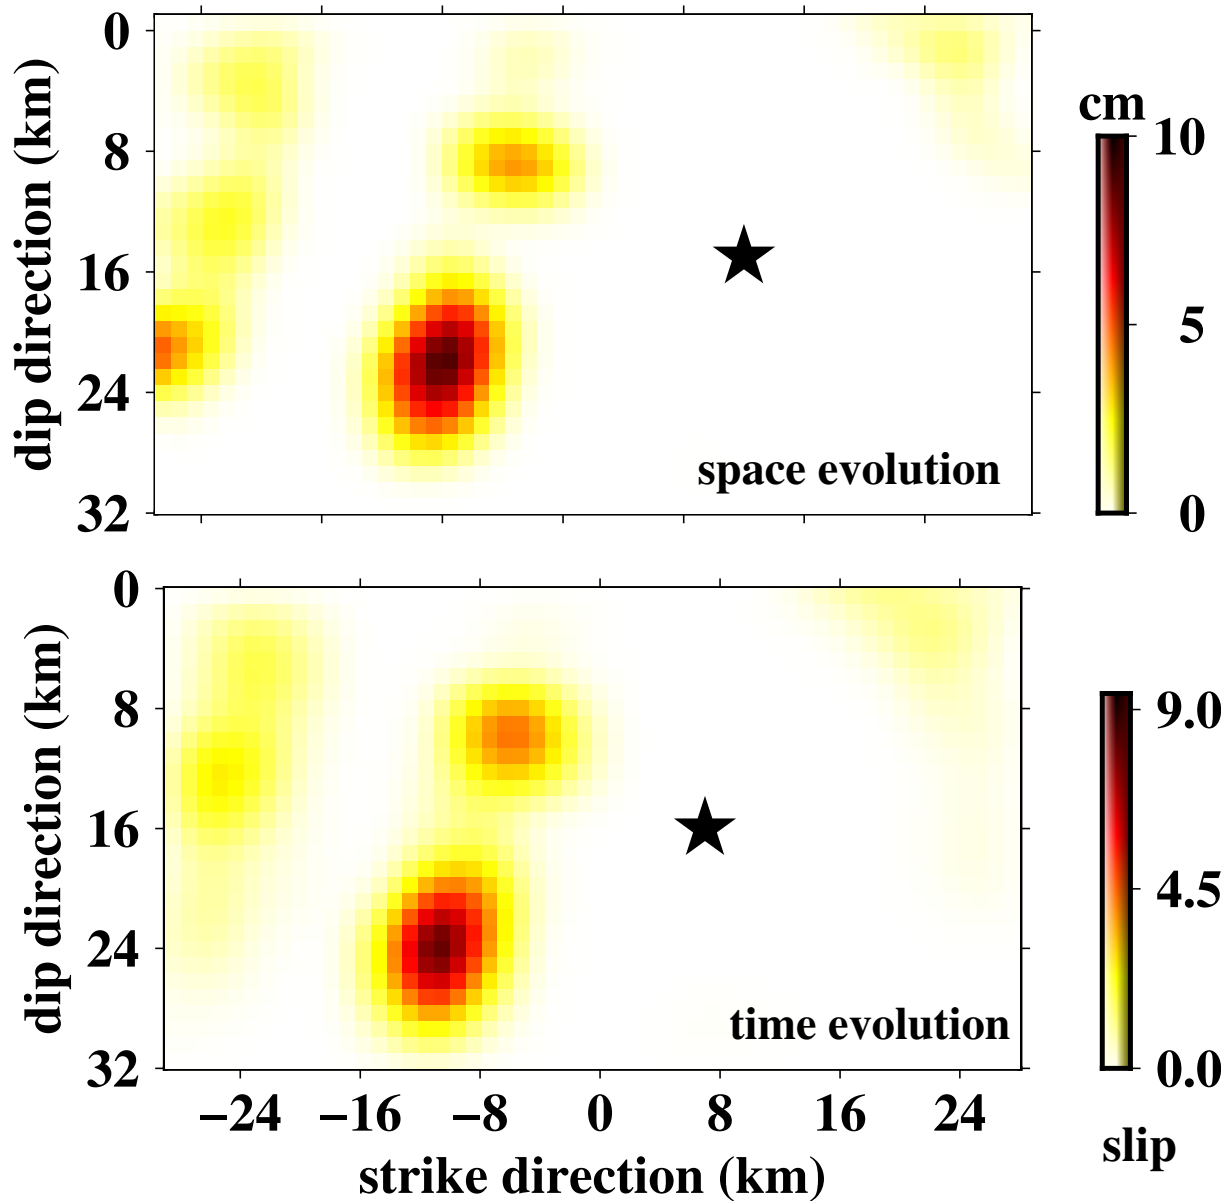 cm
0
8
16
24
32
dip direction (km)
10
5
0
space evolution
0
8
16
24
32
dip direction (km)
9.0
4.5
0.0
time evolution
−24 −16 −8 0 8 16 24
slip
strike direction (km)